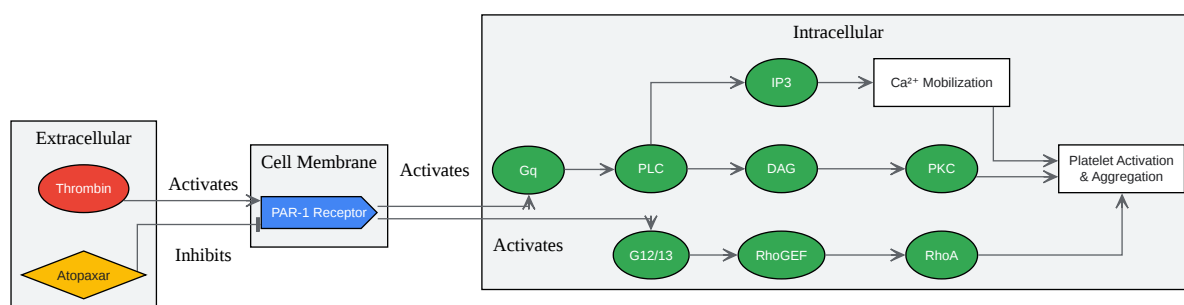 Extracellular
Thrombin
Atopaxar
Activates
Inhibits
Cell Membrane
PAR-1 Receptor
Activates
Activates
Intracellular
Gq
PLC
IP3
Ca²⁺ Mobilization
DAG
PKC
Platelet Activation
& Aggregation
G12/13
RhoGEF
RhoA